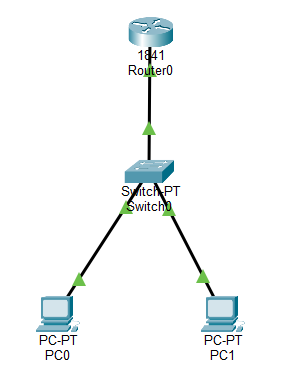 1841
Router0
Switch-PT
Switch0
PC-PT
PC0
PC-PT
PC1